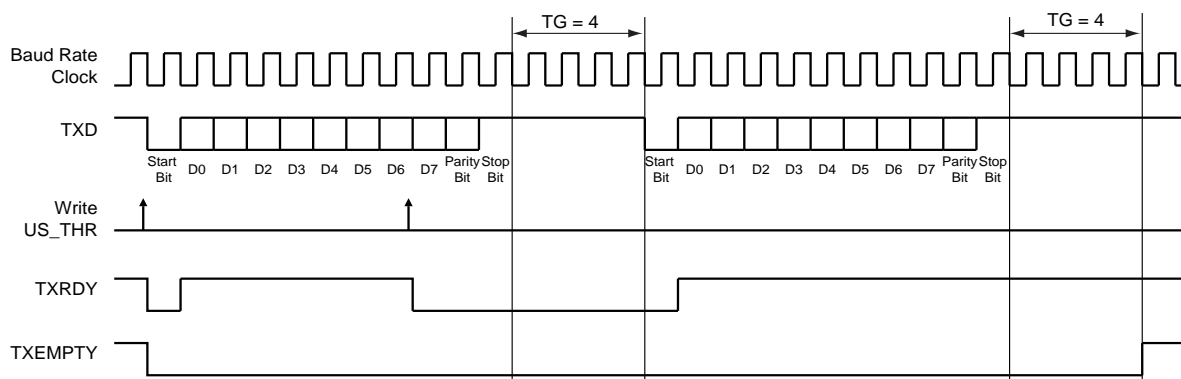 TG = 4
TG = 4
Baud Rate
Clock
TXD
Start
Bit
D0 D1 D2 D3 D4 D5 D6 D7
Parity
Bit
Stop
Bit
Start
Bit
D0 D1 D2 D3 D4 D5 D6 D7
Parity
Bit
Stop
Bit
Write
US_THR
TXRDY
TXEMPTY